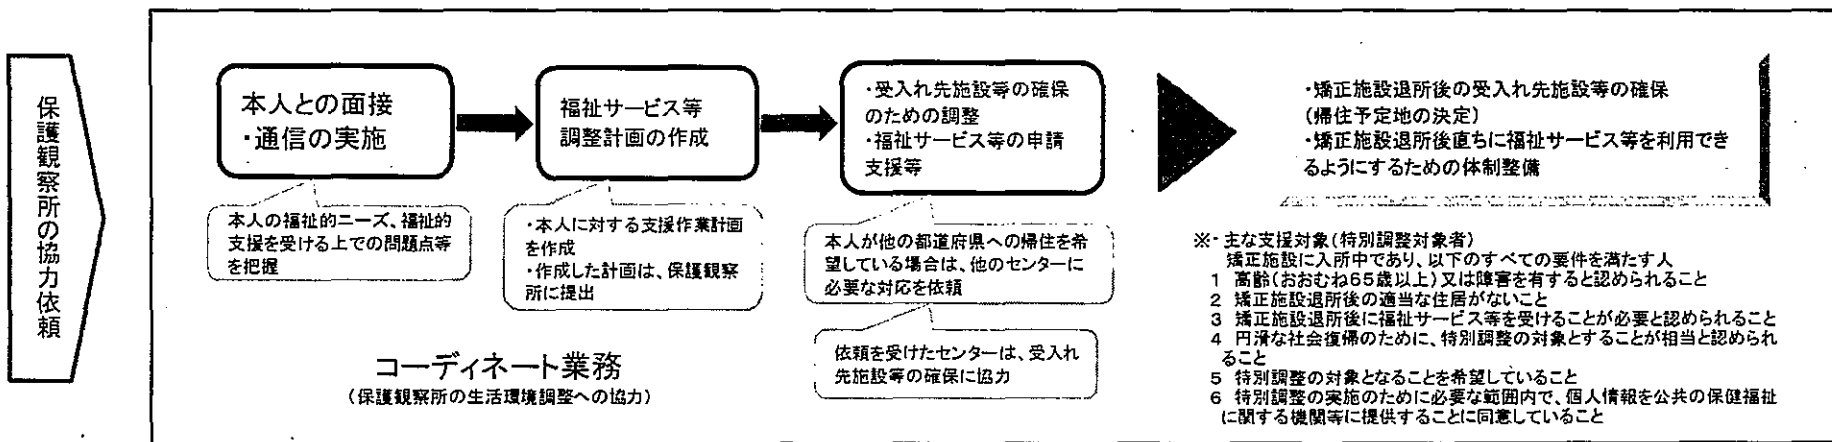 保護観察所の協力依頼
本人との面接
・通信の実施
福祉サービス等
調整計画の作成
・受入れ先施設等の確保
のための調整
・福祉サービス等の申請
支援等
・矯正施設退所後の受入れ先施設等の確保
(帰住予定地の決定)
・矯正施設退所後直ちに福祉サービス等を利用でき
るようにするための体制整備
本人の福祉的ニーズ、福祉的
支援を受ける上での問題点等
を把握
・本人に対する支援作業計画
を作成
・作成した計画は、保護観察
所に提出
本人が他の都道府県への帰住を希
望している場合は、他のセンターに
必要な対応を依頼
依頼を受けたセンターは、受入れ
先施設等の確保に協力
コーディネート業務
(保護観察所の生活環境調整への協力)
※・主な支援対象(特別調整対象者)
矯正施設に入所中であり、以下のすべての要件を満たす人
1 高齢(おおむね65歳以上)又は障害を有すると認められること
2 矯正施設退所後の適当な住居がないこと
3 矯正施設退所後に福祉サービス等を受けることが必要と認められること
4 円滑な社会復帰のために、特別調整の対象とすることが相当と認められ
ること
5 特別調整の対象となることを希望していること
6 特別調整の実施のために必要な範囲内で、個人情報を公共の保健福祉
に関する機関等に提供することに同意していること